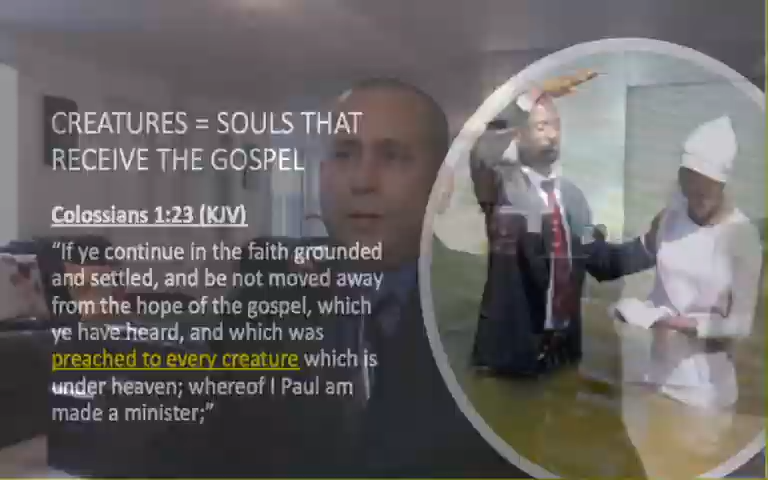 CREATURES = SOULS THAT
RECEIVE THE GOSPEL
Colossians 1:23 (KJV)
“If ye continue in the faith grounded
and settled, and be not moved away
from the hope of the gospel, which
ye have heard, and which was
preached to every creature which is
under heaven; whereof I Paul am
made a minister;”